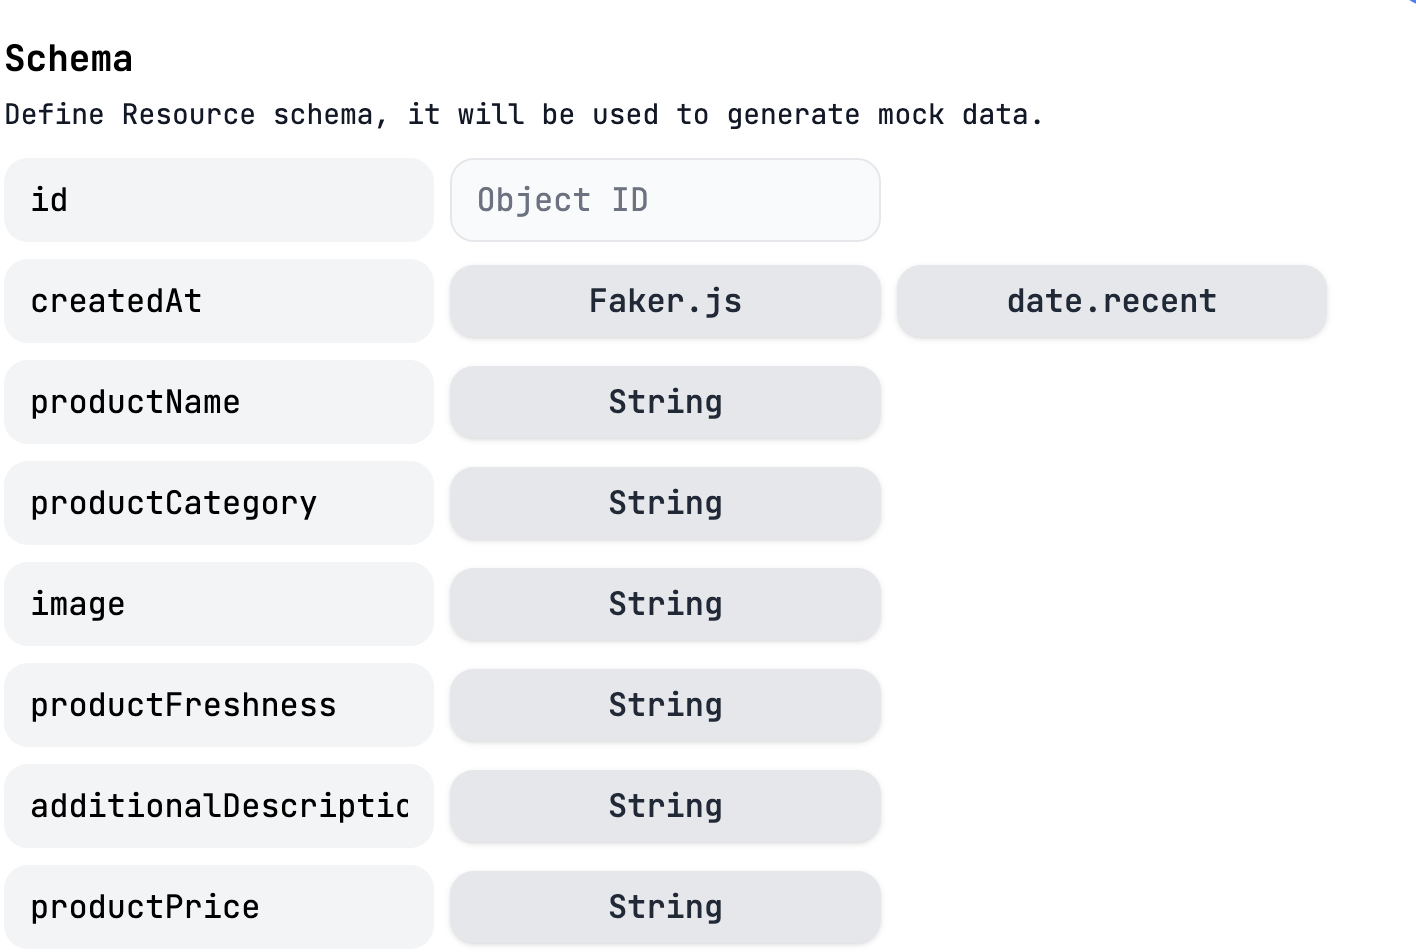 Schema
Define Resource schema, it will be used to generate mock data.
id Object ID
createdAt Faker.js date.recent
productName String
productCategory String
image String
productFreshness String
additionalDescriptio String
productPrice String